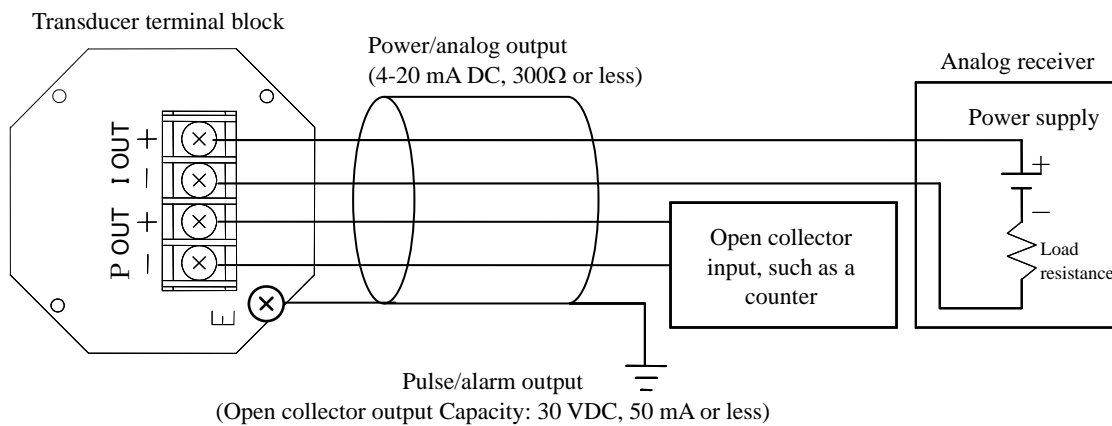 Transducer terminal block
Power/analog output
(4-20 mA DC, 300Ω or less)
Analog receiver
Power supply
I OUT
+
−
P OUT
+
−
E
+
−
Load
resistance
Open collector
input, such as a
counter
Pulse/alarm output
(Open collector output Capacity: 30 VDC, 50 mA or less)